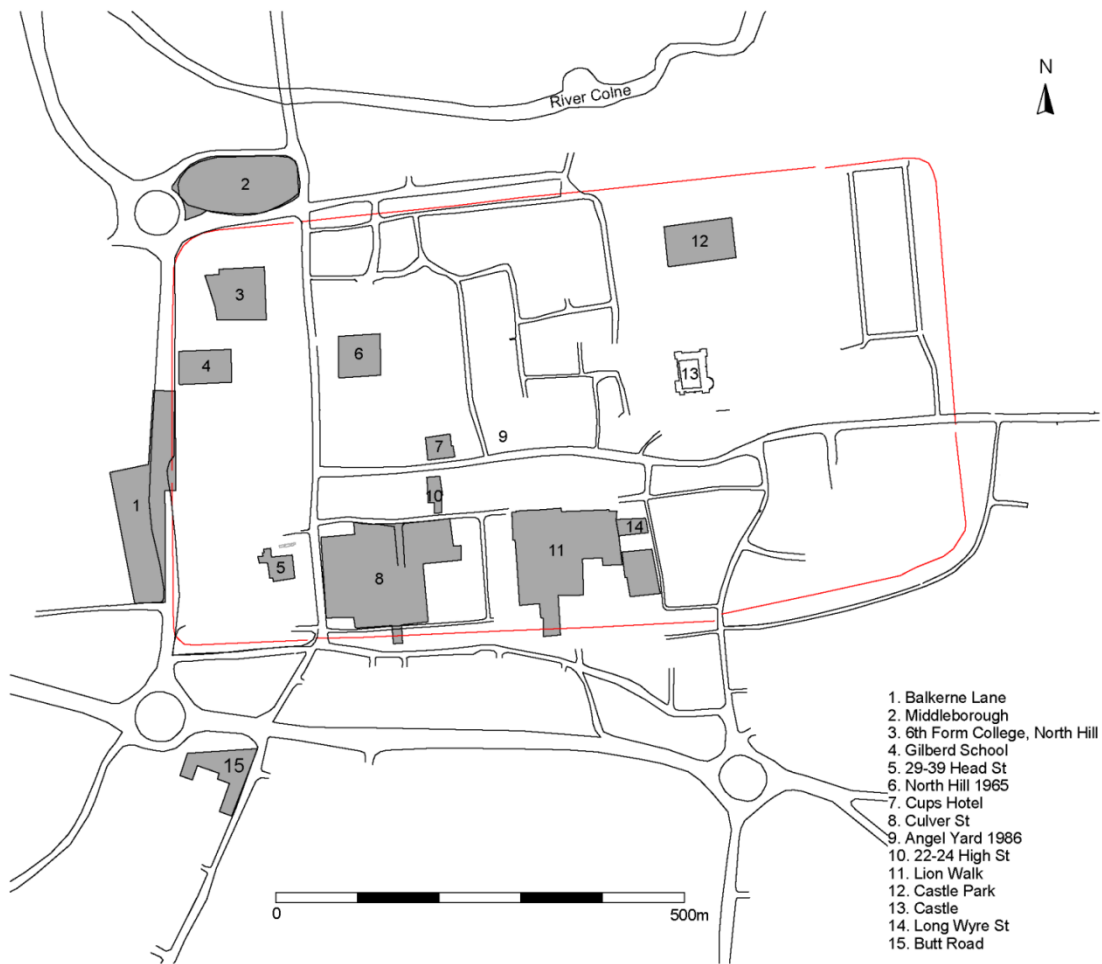 N
River Colne
2
12
3
6
4
13
9
7
1
10
11
14
5
8
1. Balkerne Lane
2. Middleborough
3. 6th Form College, North Hill
4. Gilberd School
5. 29-39 Head St
6. North Hill 1965
7. Cups Hotel
8. Culver St
9. Angel Yard 1986
10. 22-24 High St
11. Lion Walk
12. Castle Park
13. Castle
14. Long Wyre St
15. Butt Road
15
0
500m